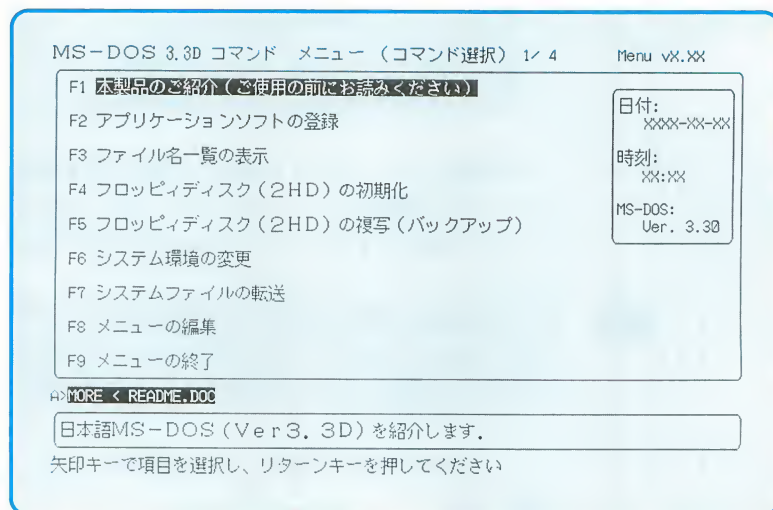 MS-DOS 3.3D コマンド メニュー (コマンド選択) 1/ 4 Menu vX.XX
F1 本製品のご紹介(ご使用の前にお読みください)
F2 アプリケーションソフトの登録
F3 ファイル名一覧の表示
F4 フロッピィディスク(2HD)の初期化
F5 フロッピィディスク(2HD)の複写(バックアップ)
F6 システム環境の変更
F7 システムファイルの転送
F8 メニューの編集
F9 メニューの終了
日付:
XXXX-XX-XX
時刻:
XX:XX
MS-DOS:
Ver. 3.30
A>MORE < README.DOC
日本語MS-DOS(Ver3.3D)を紹介します.
矢印キーで項目を選択し、リターンキーを押してください